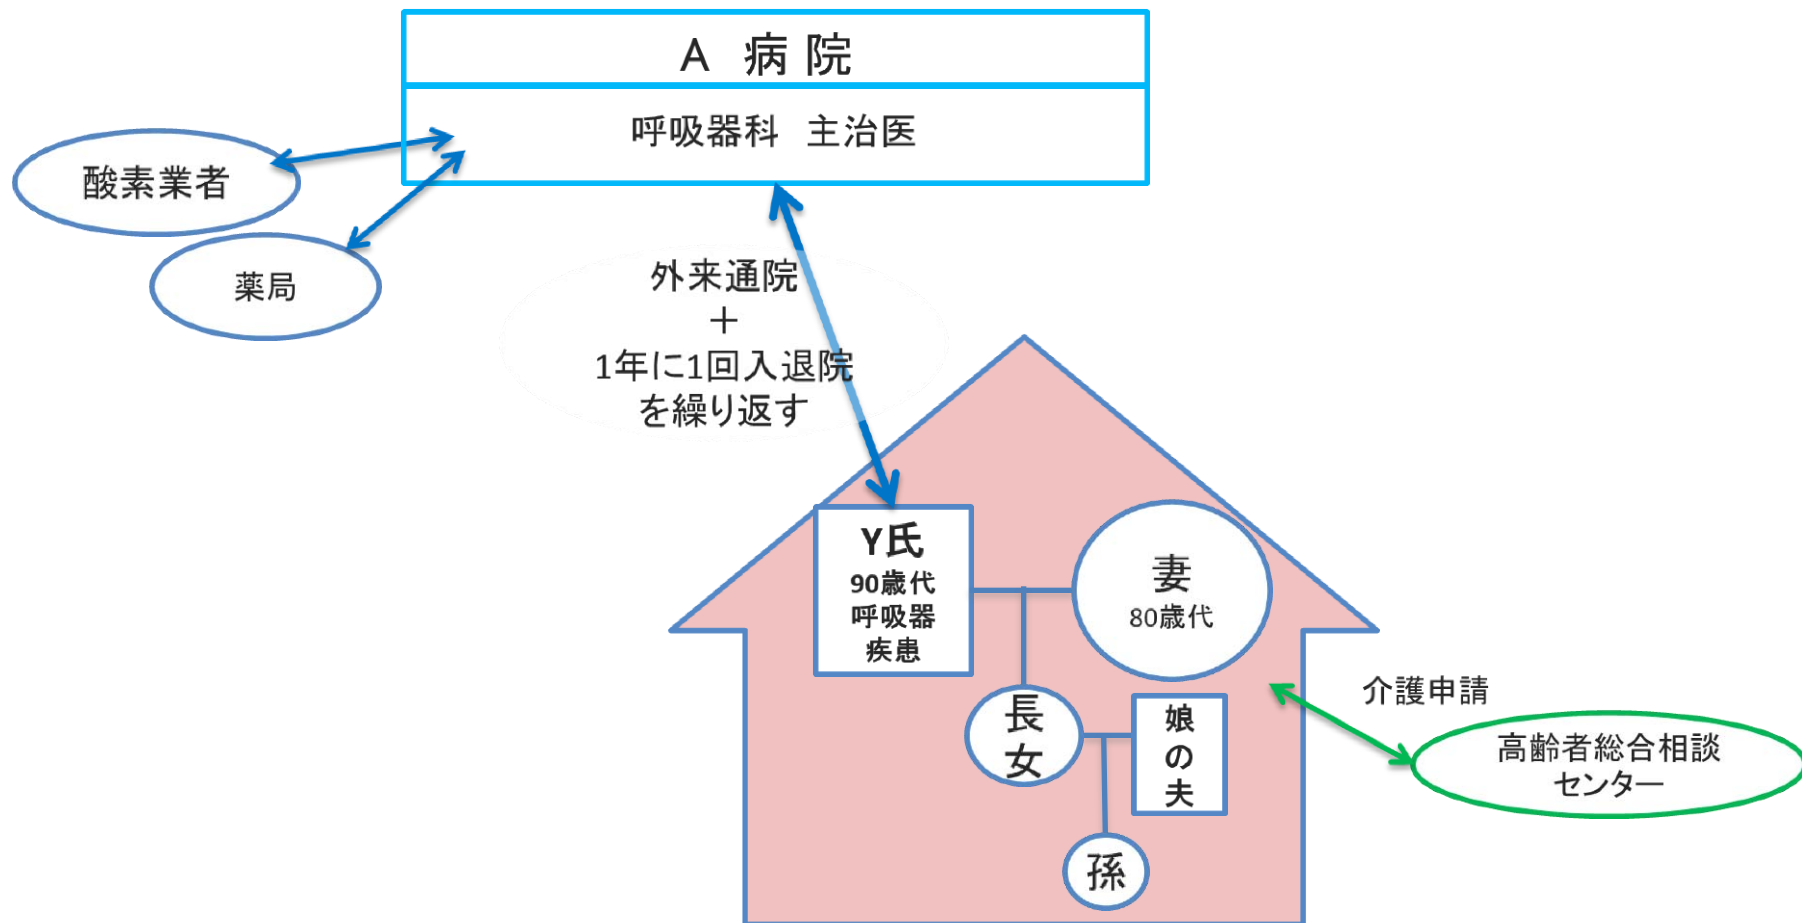 A 病院
呼吸器科 主治医
酸素業者
薬局
外来通院
+
1年に1回入退院
を繰り返す
Y氏
90歳代
呼吸器
疾患
妻
80歳代
長
女
娘
の
夫
孫
介護申請
高齢者総合相談
センター